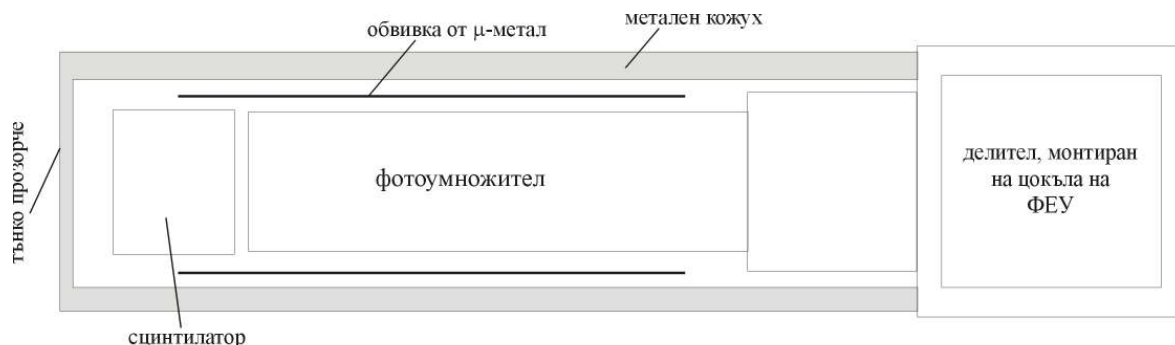 метален кожух
обвивка от μ-метал
тънко прозорче
фотоумножител
делител, монтиран
на цокъла на
ФЕУ
сцинтилатор